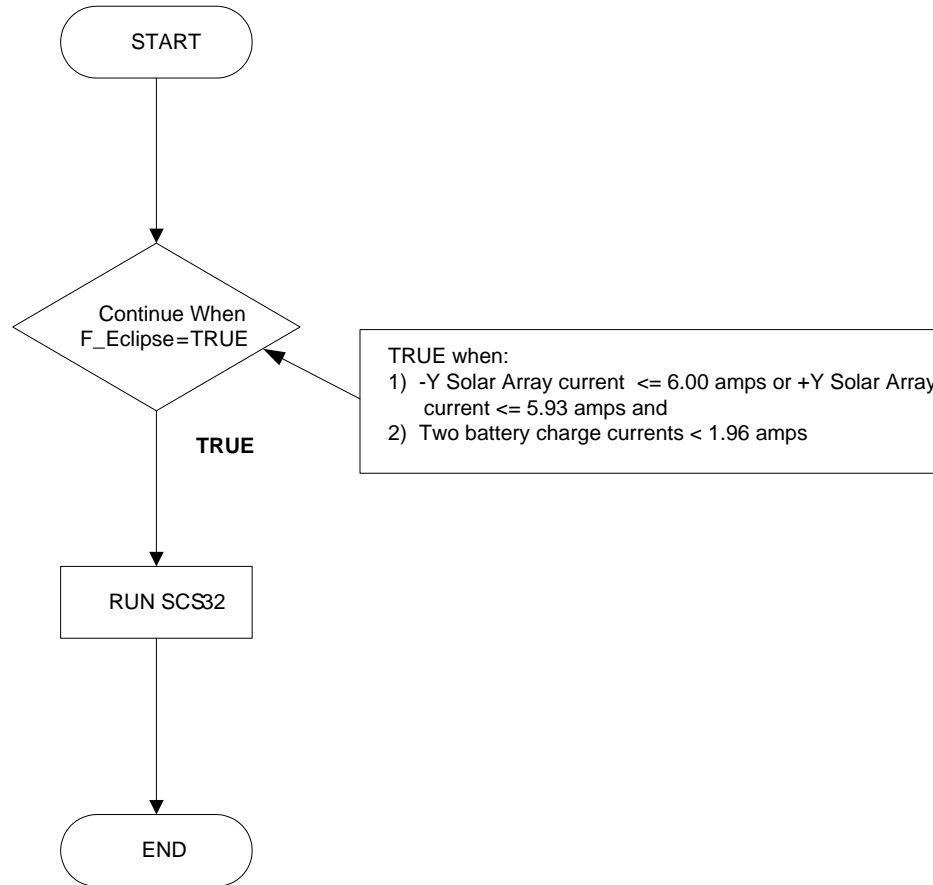 START
Continue When
F_Eclipse=TRUE
TRUE when:
1) -Y Solar Array current <= 6.00 amps or +Y Solar Array
current <= 5.93 amps and
2) Two battery charge currents < 1.96 amps
TRUE
RUN SCS32
END